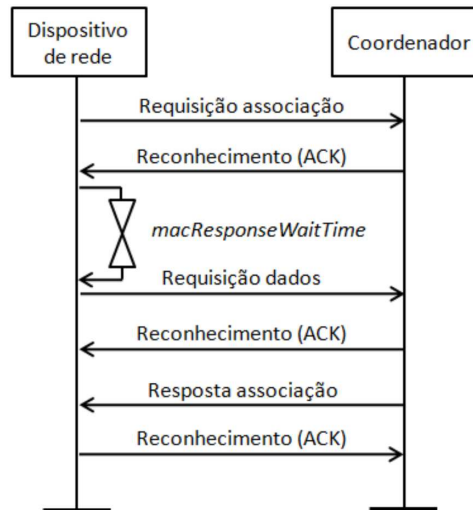 Dispositivo
de rede
Coordenador
Requisição associação
Reconhecimento (ACK)
macResponseWaitTime
Requisição dados
Reconhecimento (ACK)
Resposta associação
Reconhecimento (ACK)